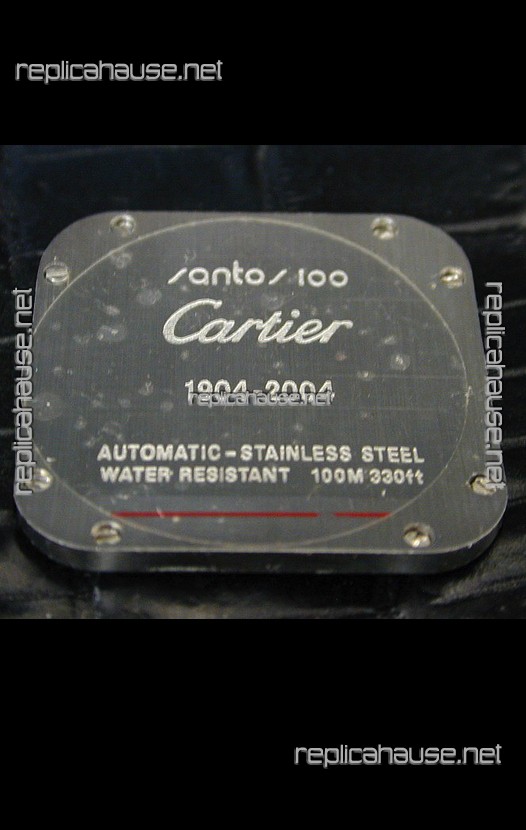 replicahause.net
santos 100
Cartier
1904-2004
replicahause.net
AUTOMATIC-STAINLESS STEEL
WATER RESISTANT 100M 330ft
replicahause.net
replicahause.net
replicahause.net